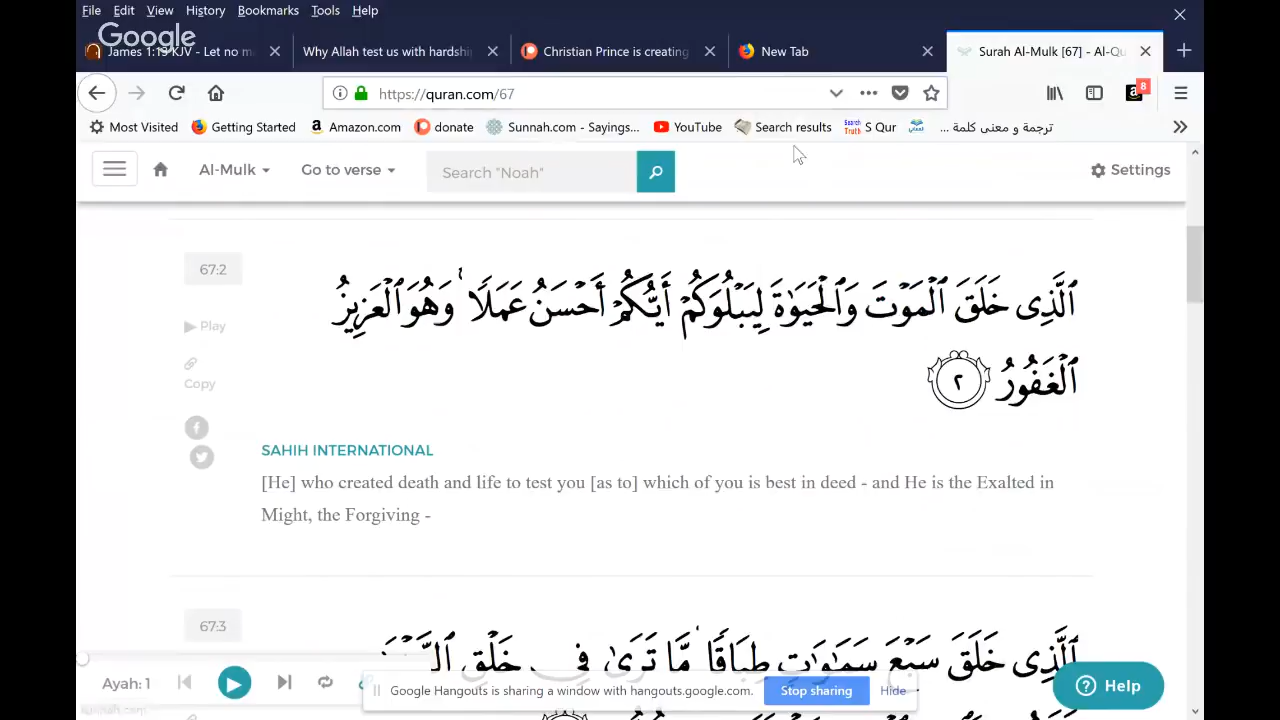 File Edit View History Bookmarks Tools Help
Google
James 1:13 KJV - Let no m
Why Allah test us with hardshi
Christian Prince is creating
New Tab
Surah Al-Mulk [67] - Al-Qu
https://quran.com/67
8
Most Visited Getting Started Amazon.com donate Sunnah.com - Sayings... YouTube Search results Search Truth S Qur ترجمة و معنى كلمة ...
Al-Mulk Go to verse Search "Noah" Settings
67:2
ٱلَّذِى خَلَقَ ٱلْمَوْتَ وَٱلْحَيَوٰةَ لِيَبْلُوَكُمْ أَيُّكُمْ أَحْسَنُ عَمَلًا ۚ وَهُوَ ٱلْعَزِيزُ
ٱلْغَفُورُ ٢
Play
Copy
SAHIH INTERNATIONAL
[He] who created death and life to test you [as to] which of you is best in deed - and He is the Exalted in
Might, the Forgiving -
67:3
ٱلَّذِى خَلَقَ سَبْعَ سَمَٰوَٰتٍ طِبَاقًا ۖ مَّا تَرَىٰ فِى خَلْقِ
Ayah: 1
Google Hangouts is sharing a window with hangouts.google.com. Stop sharing Hide
Help